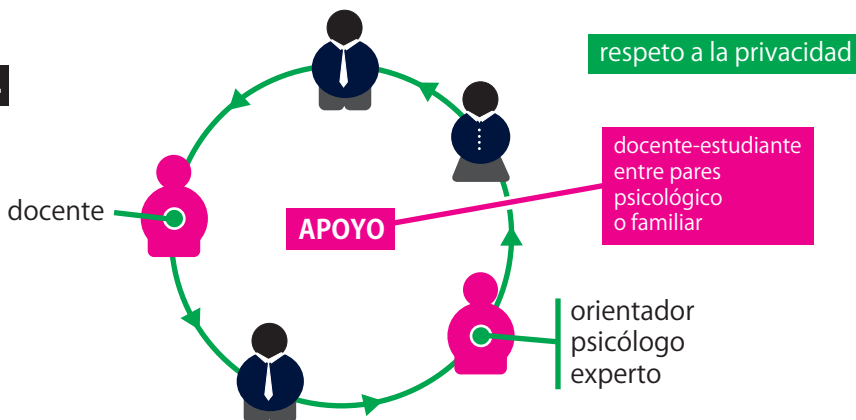 respeto a la privacidad
docente-estudiante
entre pares
psicológico
o familiar
docente
APOYO
orientador
psicólogo
experto